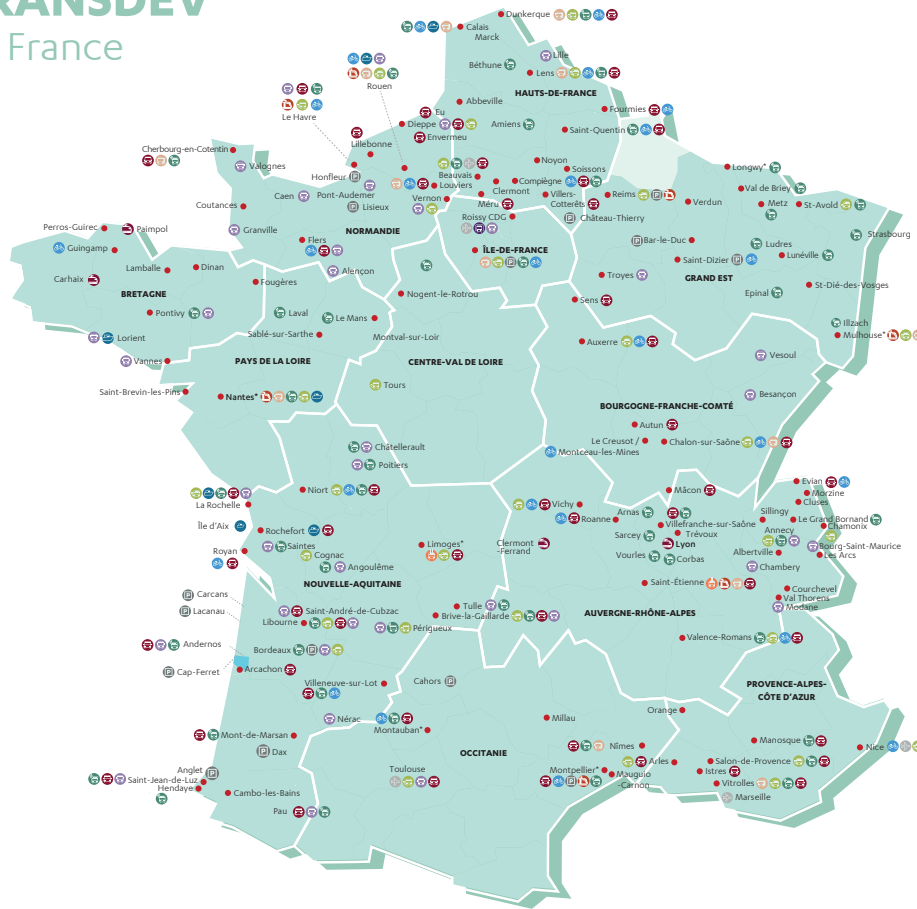 RANSDEV
France
Dunkerque
Calais
Marck
Lille
Béthune
Lens
Rouen
HAUTS-DE-FRANCE
Le Havre
Abbeville
Eu
Fourmies
Dieppe
Amiens
Envermeu
Saint-Quentin
Lillebonne
Cherbourg-en-Cotentin
Valognes
Noyon
Soissons
Longwy*
Honfleur
Beauvais
Louviers
Compiègne
Clermont
Villers-
Cotterêts
Reims
Val de Briey
Caen
Pont-Audemer
Vernon
Méru
Verdun
Metz
St-Avold
Coutances
Lisieux
Roissy CDG
Château-Thierry
Perros-Guirec
Paimpol
Granville
NORMANDIE
Strasbourg
Guingamp
Flers
ÎLE-DE-FRANCE
Bar-le-Duc
Ludres
Saint-Dizier
Lunéville
Lamballe
Dinan
Alençon
Troyes
GRAND EST
Carhaix
Fougères
St-Dié-des-Vosges
BRETAGNE
Nogent-le-Rotrou
Sens
Epinal
Pontivy
Laval
Le Mans
Illzach
Lorient
Sablé-sur-Sarthe
Montval-sur-Loir
Auxerre
Mulhouse*
Vannes
PAYS DE LA LOIRE
CENTRE-VAL DE LOIRE
Vesoul
Saint-Brevin-les-Pins
Nantes*
Tours
Besançon
BOURGOGNE-FRANCHE-COMTÉ
Autun
Châtellerault
Le Creusot /
Montceau-les-Mines
Chalon-sur-Saône
Poitiers
Niort
Mâcon
Evian
Morzine
La Rochelle
Vichy
Cluses
Île d'Aix
Roanne
Arnas
Sillingy
Le Grand Bornand
Rochefort
Villefranche-sur-Saône
Chamonix
Sarcey
Trévoux
Annecy
Royan
Saintes
Limoges*
Clermont
-Ferrand
Lyon
Bourg-Saint-Maurice
Cognac
Vourles
Corbas
Albertville
Les Arcs
Angoulême
Chambery
NOUVELLE-AQUITAINE
Saint-Étienne
Courchevel
Carcans
Val Thorens
Lacanau
Saint-André-de-Cubzac
Tulle
Modane
Libourne
Brive-la-Gaillarde
AUVERGNE-RHÔNE-ALPES
Périgueux
Andernos
Bordeaux
Valence-Romans
Cap-Ferret
Arcachon
Villeneuve-sur-Lot
Cahors
PROVENCE-ALPES-
CÔTE D'AZUR
Nérac
Millau
Orange
Mont-de-Marsan
Montauban*
Manosque
Dax
OCCITANIE
Nîmes
Nice
Anglet
Toulouse
Arles
Salon-de-Provence
Saint-Jean-de-Luz
Montpellier*
Mauguio
-Carnon
Istres
Hendaye
Vitrolles
Cambo-les-Bains
Marseille
Pau